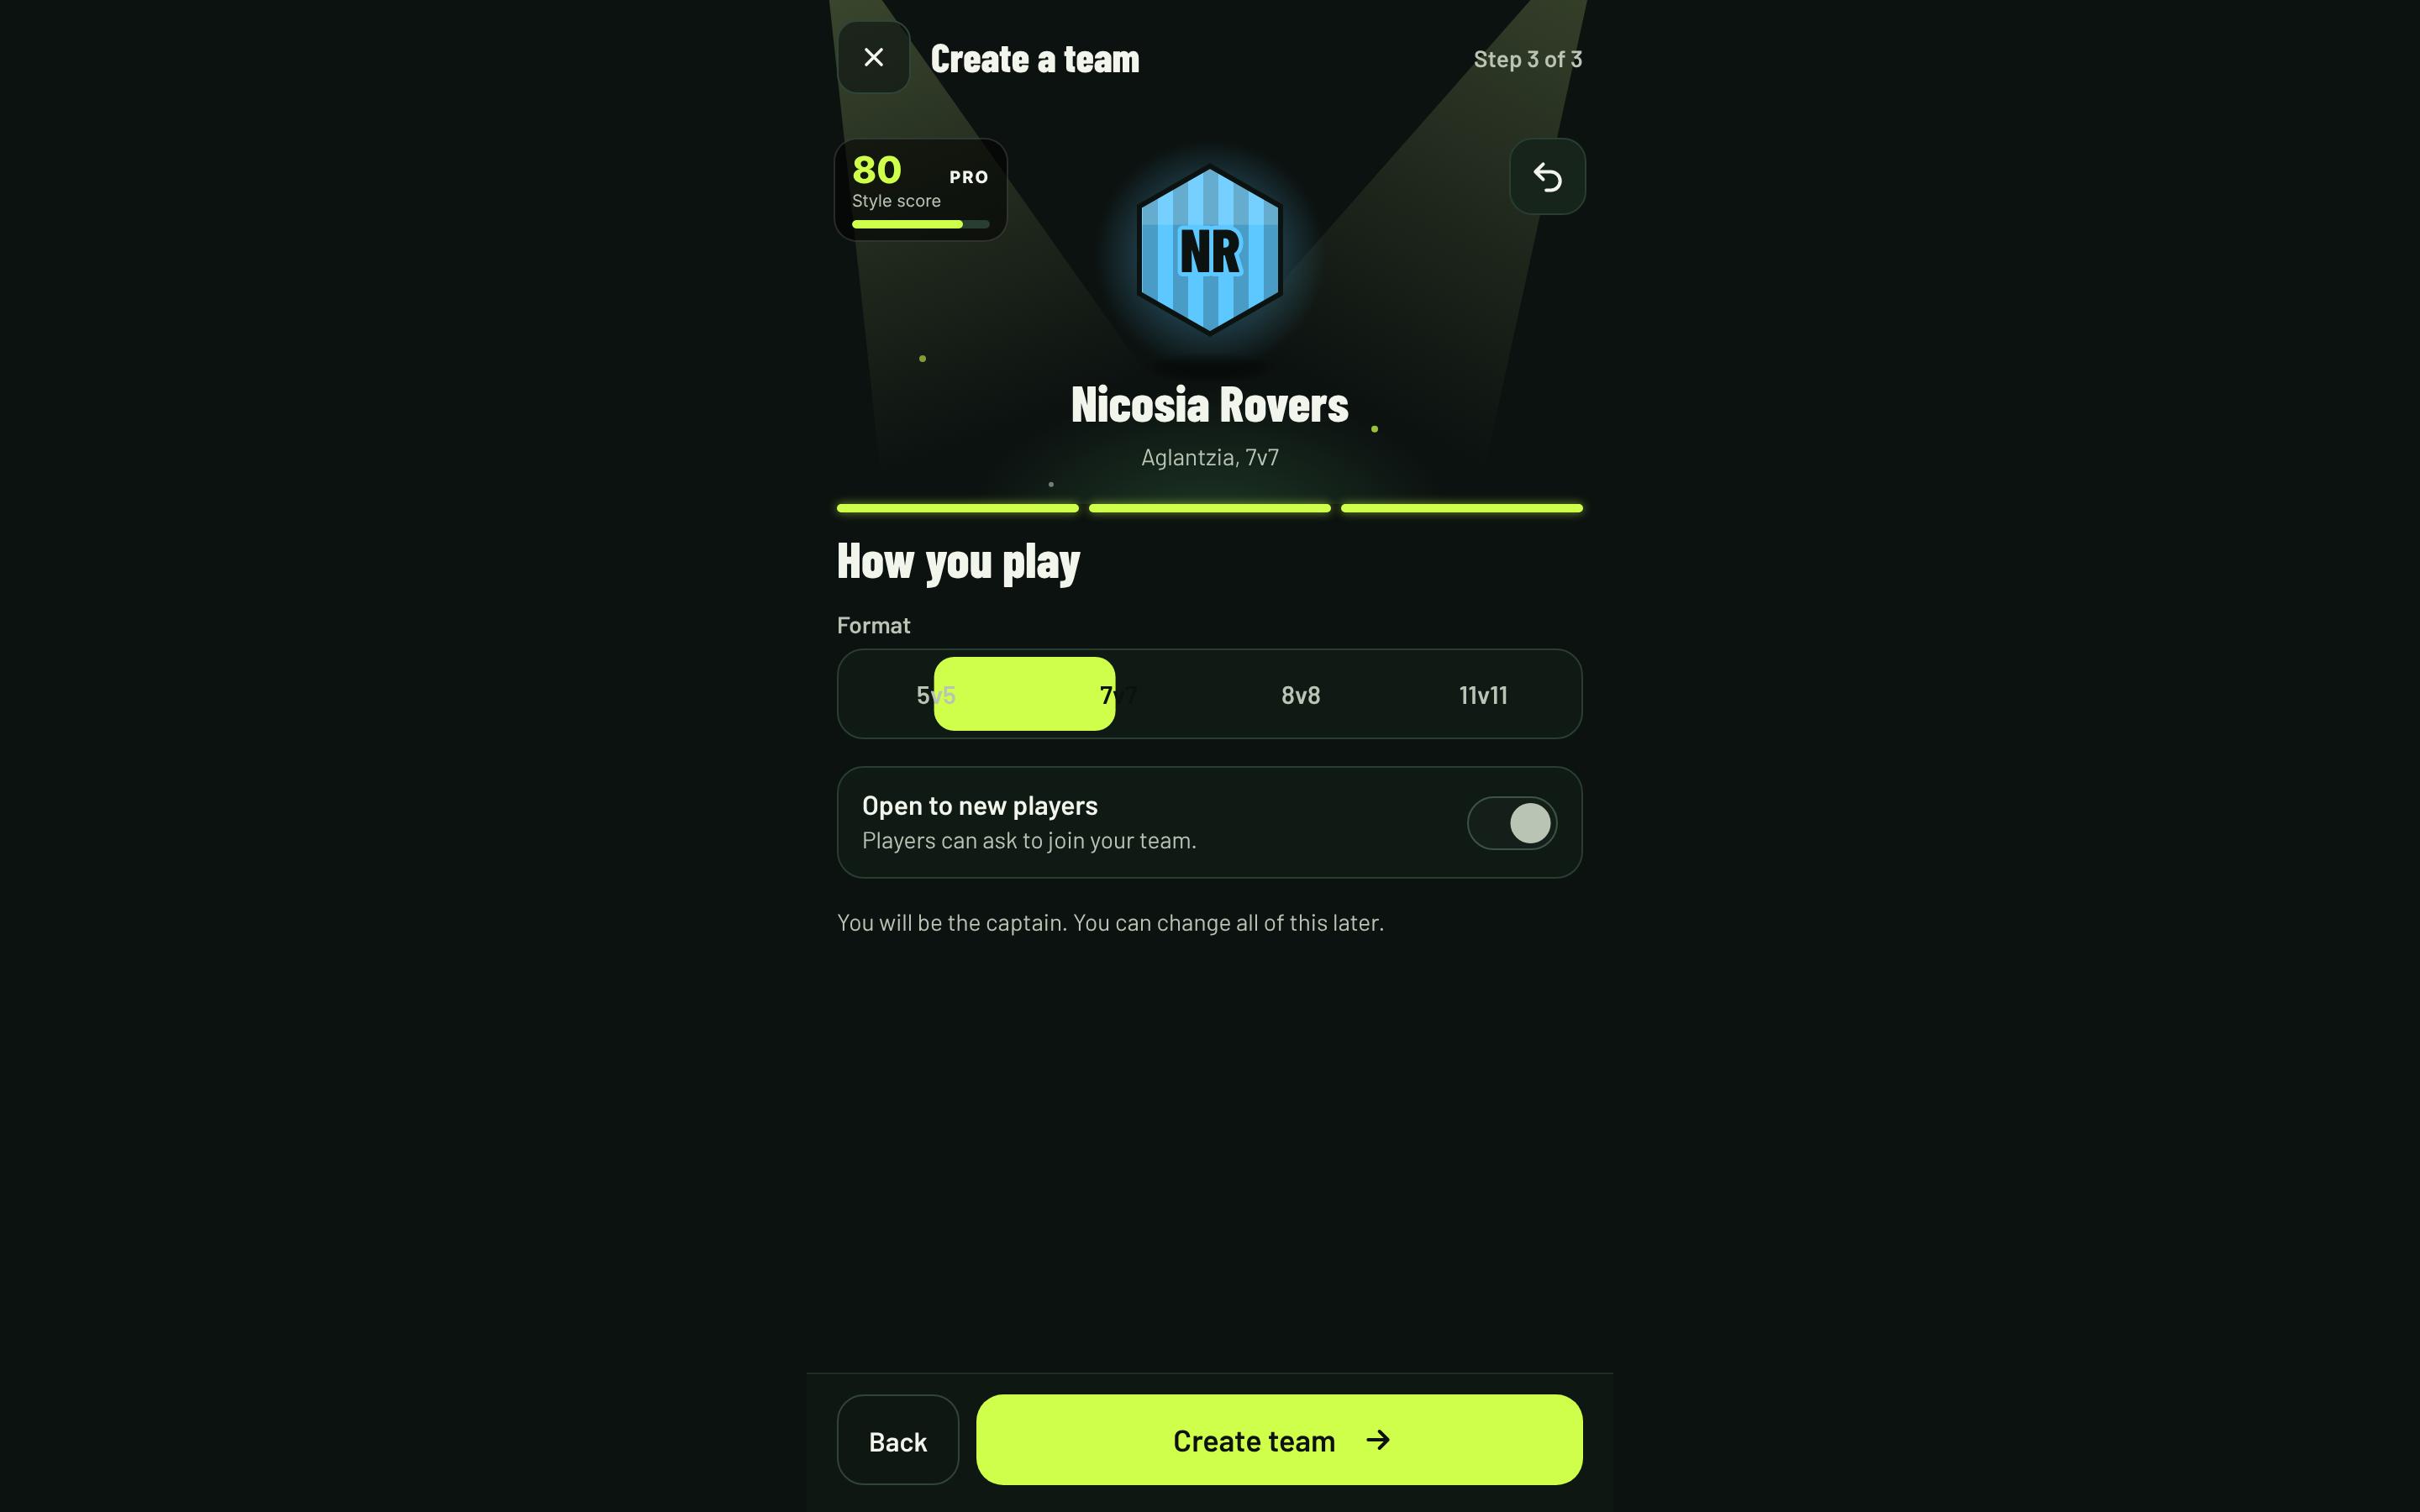 Create a team
Step 3 of 3
80 PRO
Style score
NR
Nicosia Rovers
Aglantzia, 7v7
How you play
Format
5v5 7v7 8v8 11v11
Open to new players
Players can ask to join your team.
You will be the captain. You can change all of this later.
Back
Create team